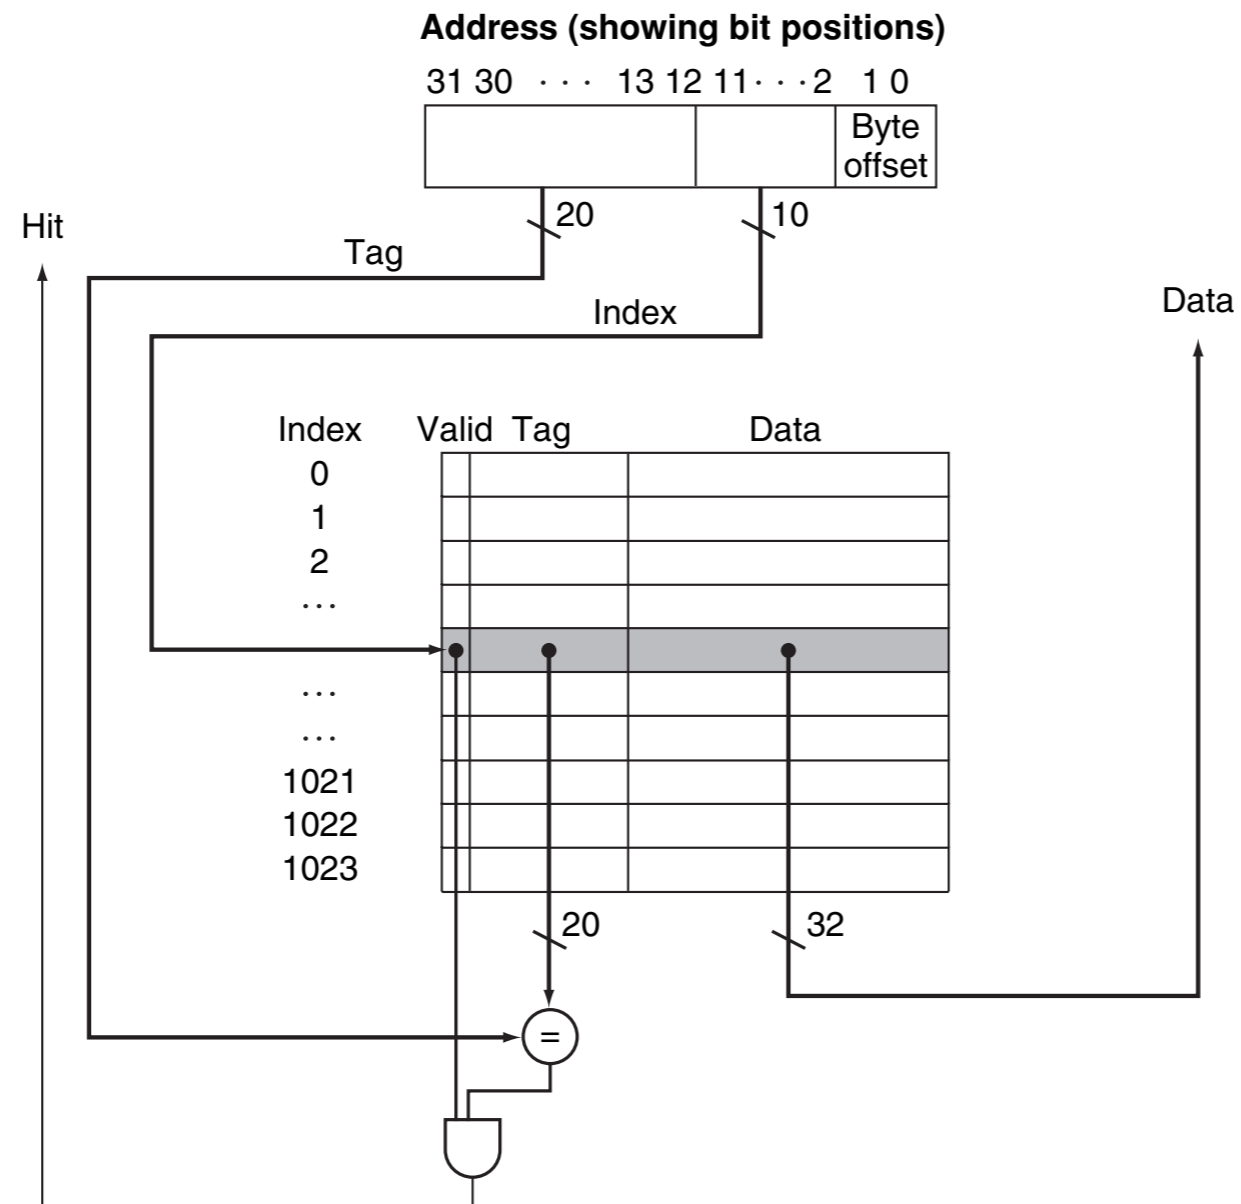 Address (showing bit positions)
31 30 · · · 13 12 11 · · · 2 1 0
Byte
offset
20 10
Hit
Tag
Data
Index
Index Valid Tag Data
0
1
2
· · ·
· · ·
· · ·
1021
1022
1023
20 32
=